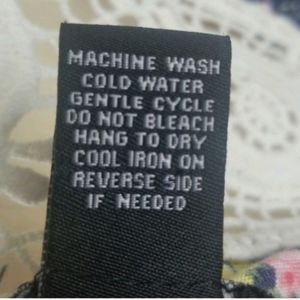 MACHINE WASH
COLD WATER
GENTLE CYCLE
DO NOT BLEACH
HANG TO DRY
COOL IRON ON
REVERSE SIDE
IF NEEDED